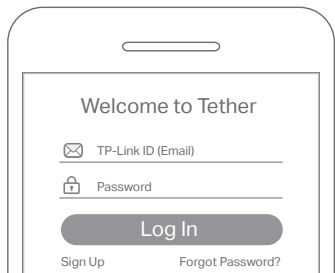 Welcome to Tether
TP-Link ID (Email)
Password
Log In
Sign Up Forgot Password?